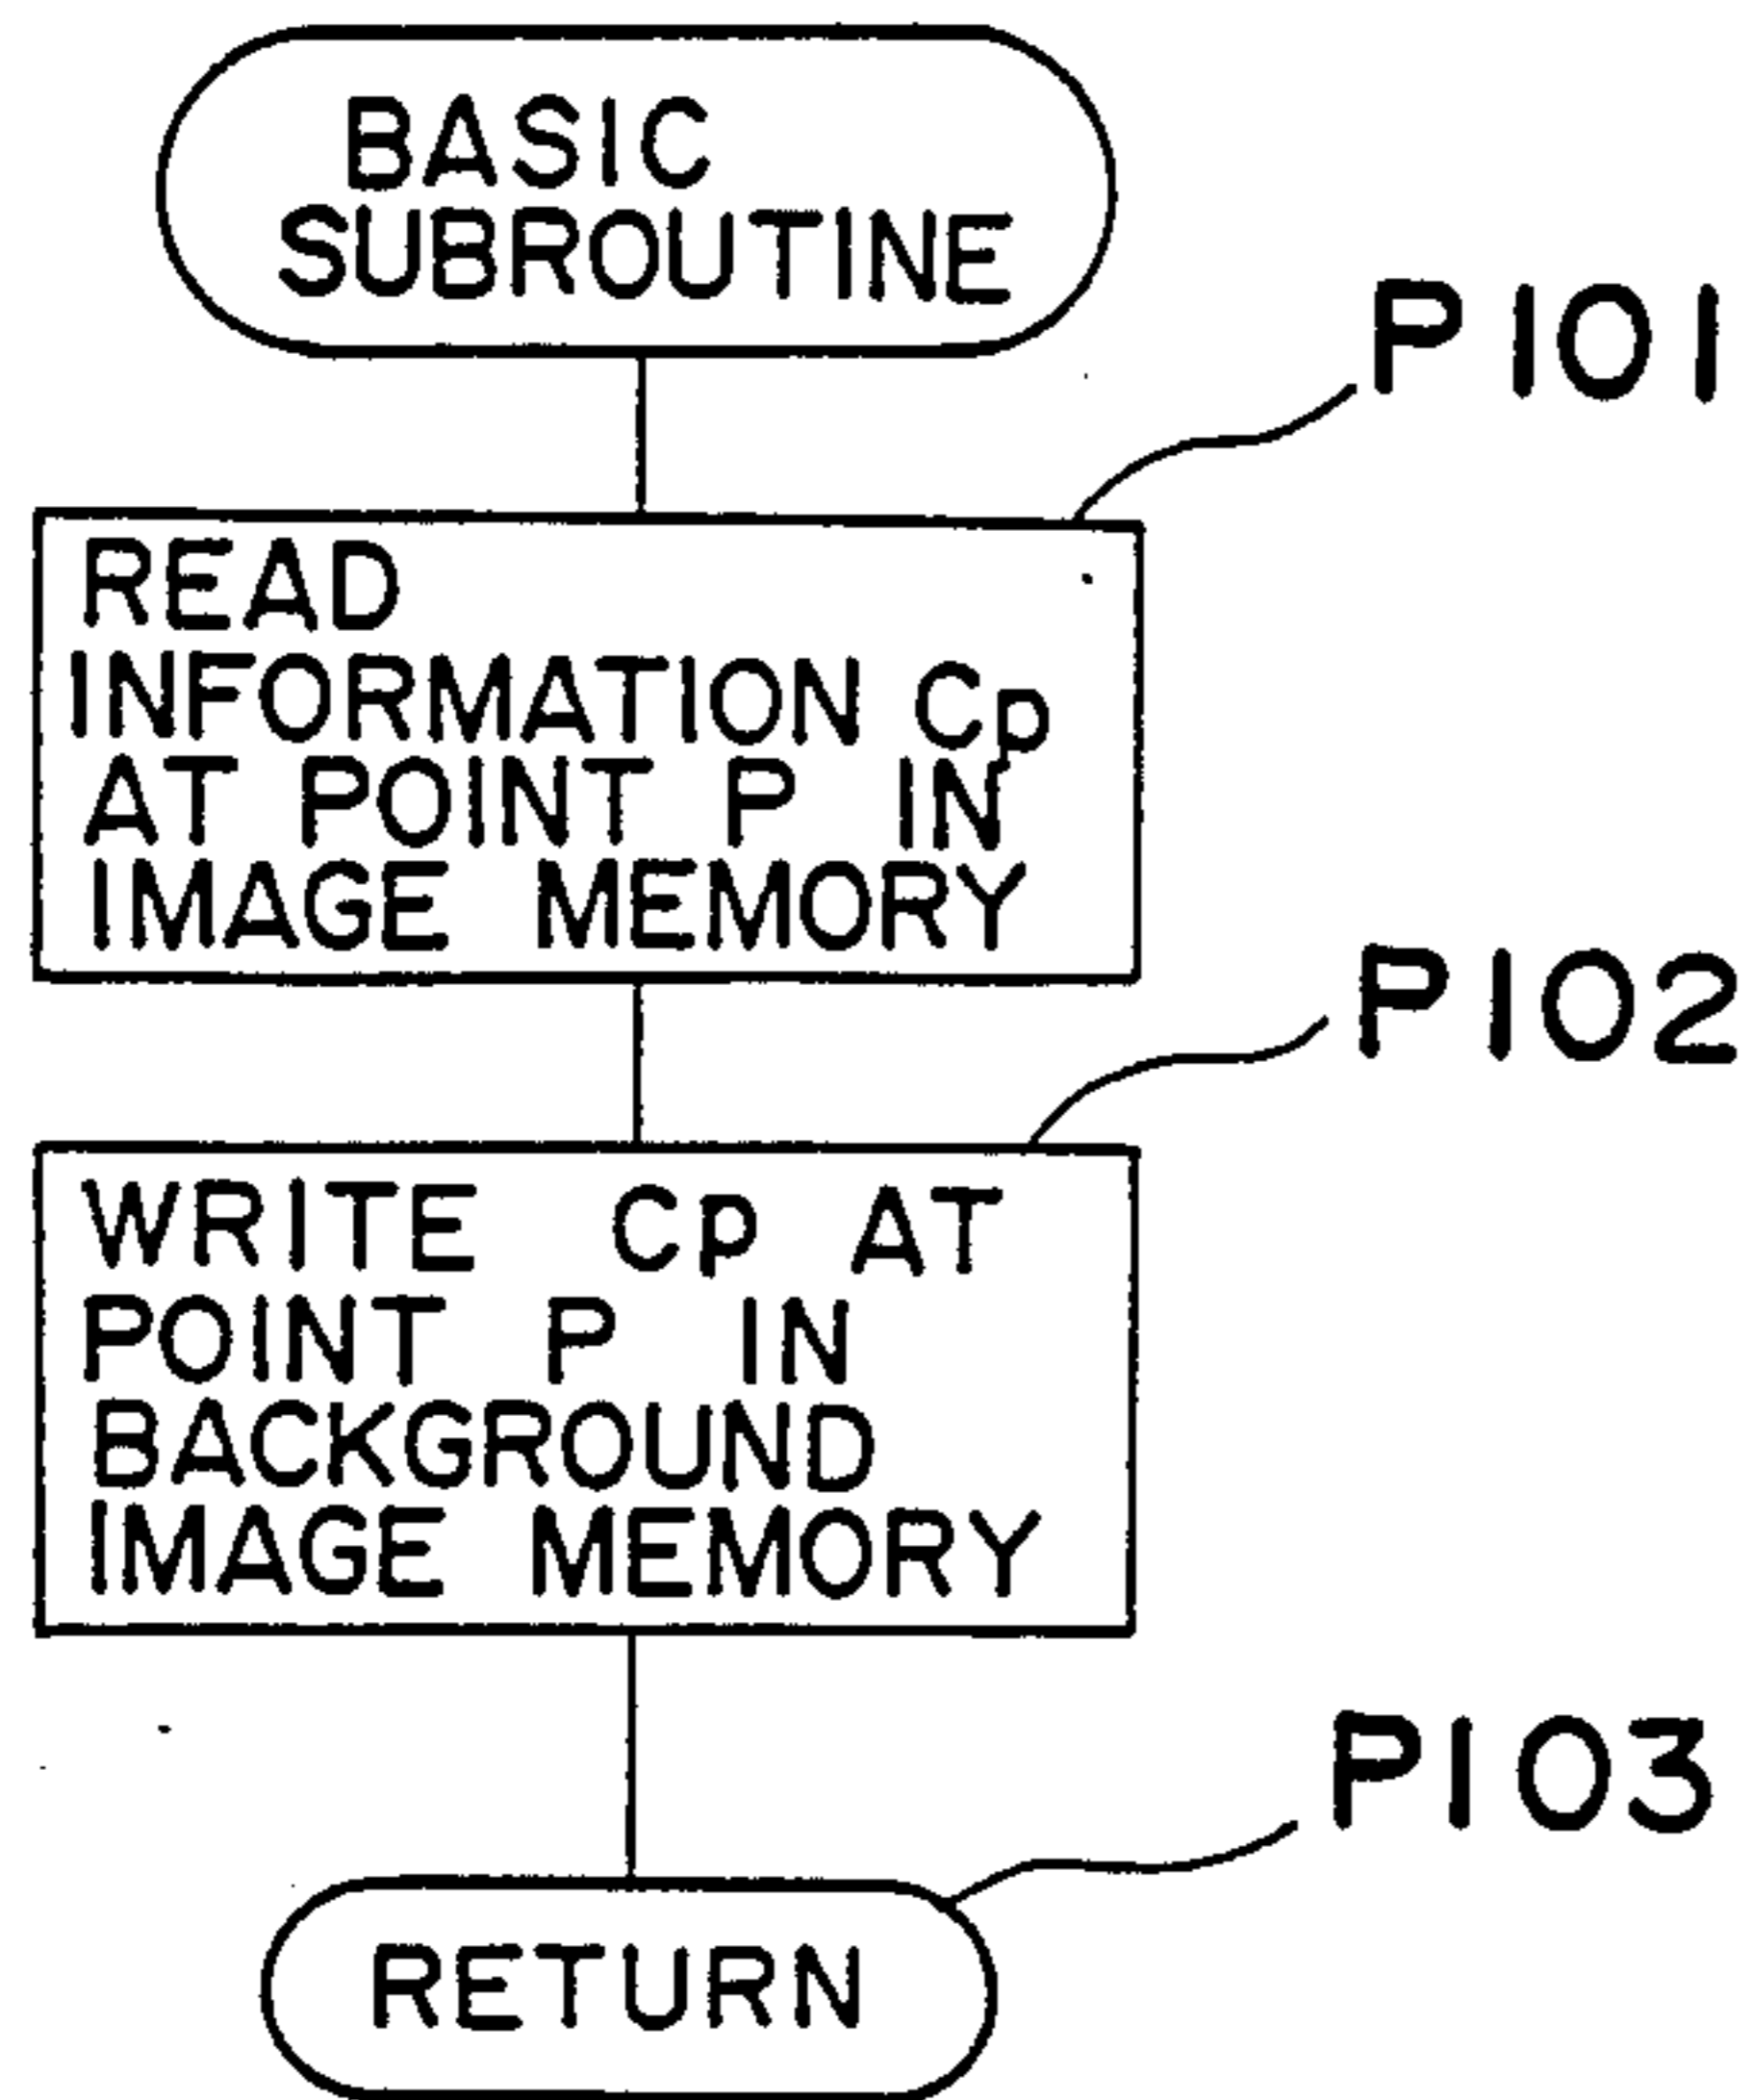 BASIC
SUBROUTINE
P101
READ
INFORMATION Cp
AT POINT P IN
IMAGE MEMORY
P102
WRITE Cp AT
POINT P IN
BACKGROUND
IMAGE MEMORY
P103
RETURN